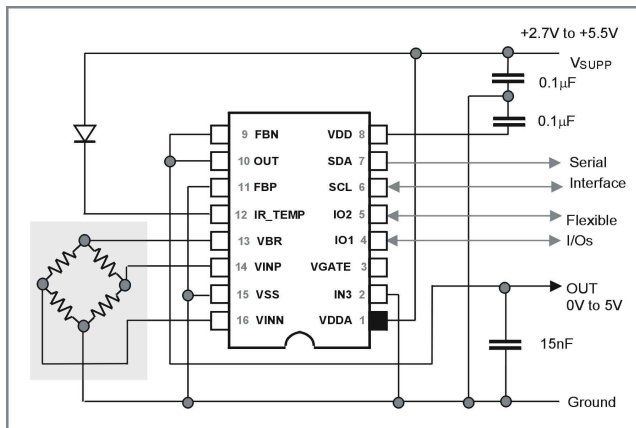 +2.7V to +5.5V
VSUPP
0.1µF
0.1µF
9 FBN VDD 8
10 OUT SDA 7 Serial
11 FBP SCL 6 Interface
12 IR_TEMP IO2 5 Flexible
13 VBR IO1 4 I/Os
14 VINP VGATE 3
15 VSS IN3 2 OUT
0V to 5V
16 VINN VDDA 1
15nF
Ground